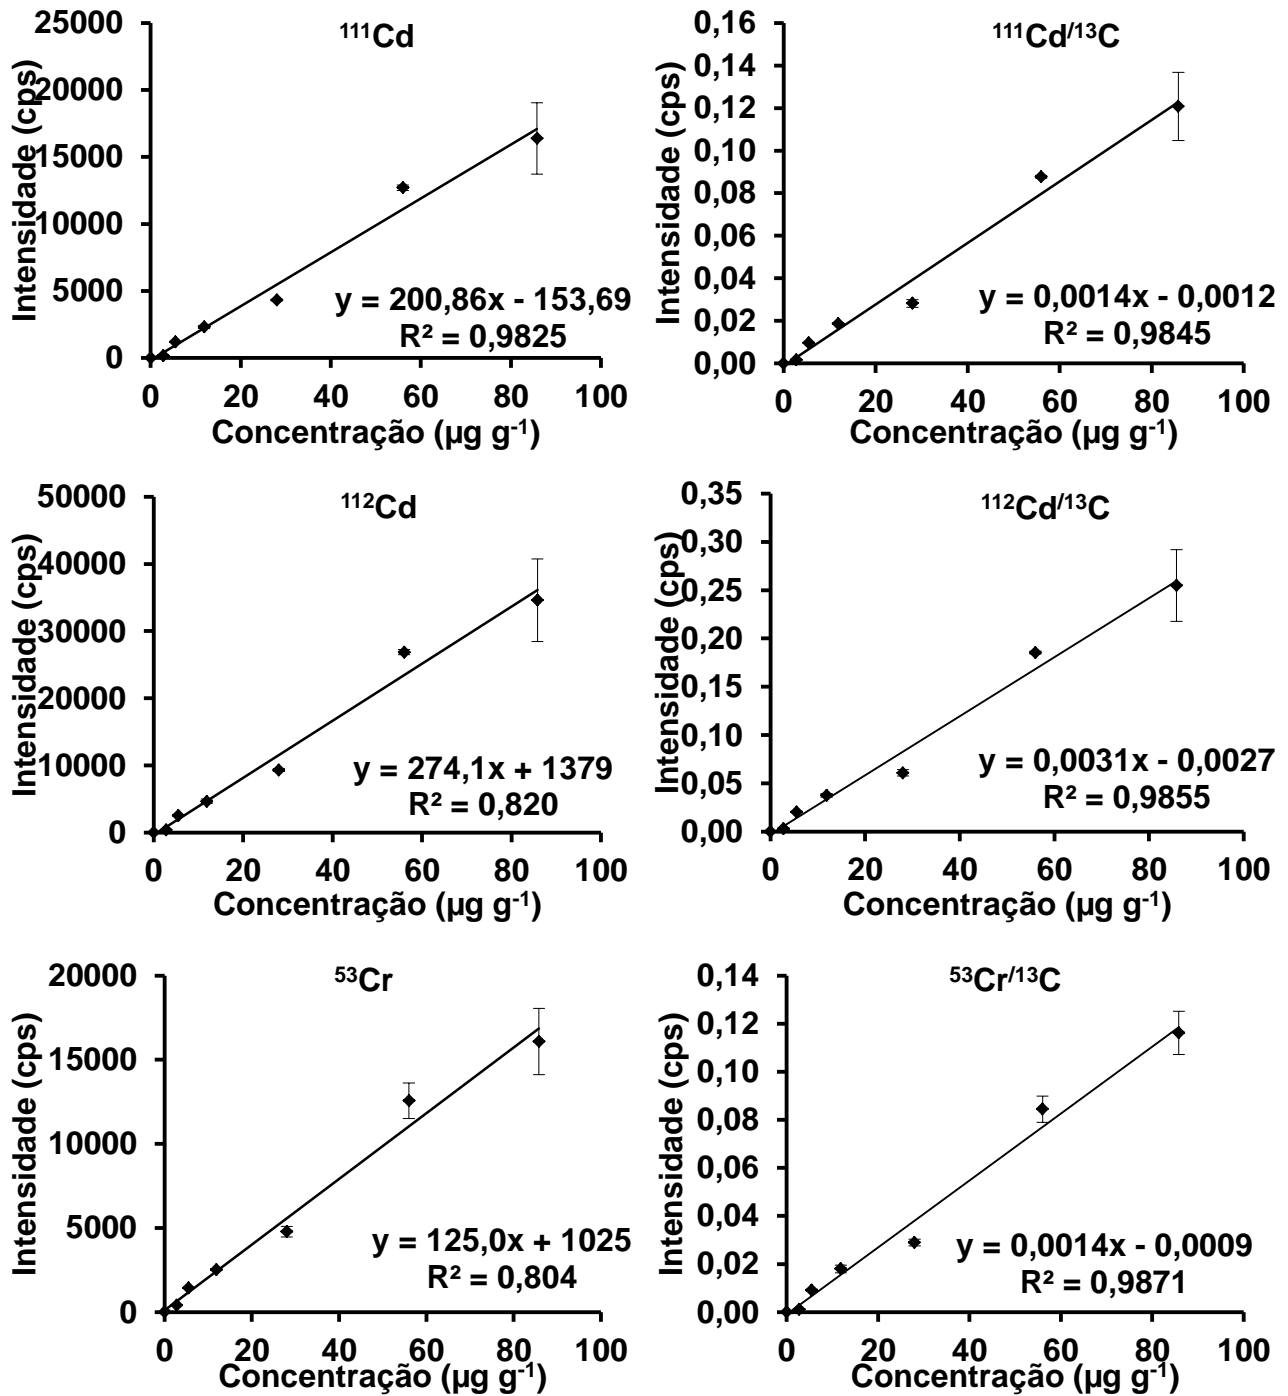 ¹¹¹Cd
25000
20000
15000
10000
5000
0
Intensidade (cps)
y = 200,86x - 153,69
R² = 0,9825
0 20 40 60 80 100
Concentração (µg g⁻¹)
¹¹¹Cd/¹³C
0,16
0,14
0,12
0,10
0,08
0,06
0,04
0,02
0,00
Intensidade (cps)
y = 0,0014x - 0,0012
R² = 0,9845
0 20 40 60 80 100
Concentração (µg g⁻¹)
¹¹²Cd
50000
40000
30000
20000
10000
0
Intensidade (cps)
y = 274,1x + 1379
R² = 0,820
0 20 40 60 80 100
Concentração (µg g⁻¹)
¹¹²Cd/¹³C
0,35
0,30
0,25
0,20
0,15
0,10
0,05
0,00
Intensidade (cps)
y = 0,0031x - 0,0027
R² = 0,9855
0 20 40 60 80 100
Concentração (µg g⁻¹)
⁵³Cr
20000
15000
10000
5000
0
Intensidade (cps)
y = 125,0x + 1025
R² = 0,804
0 20 40 60 80 100
Concentração (µg g⁻¹)
⁵³Cr/¹³C
0,14
0,12
0,10
0,08
0,06
0,04
0,02
0,00
Intensidade (cps)
y = 0,0014x - 0,0009
R² = 0,9871
0 20 40 60 80 100
Concentração (µg g⁻¹)